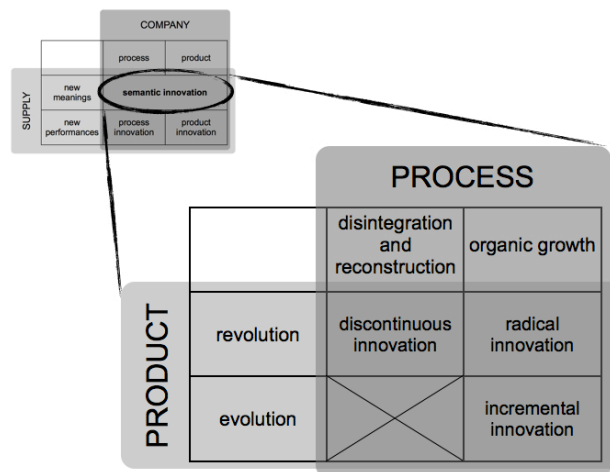 COMPANY
process
product
SUPPLY
new
meanings
semantic innovation
new
performances
process
innovation
product
innovation
PROCESS
disintegration
and
reconstruction
organic growth
PRODUCT
revolution
discontinuous
innovation
radical
innovation
evolution
incremental
innovation